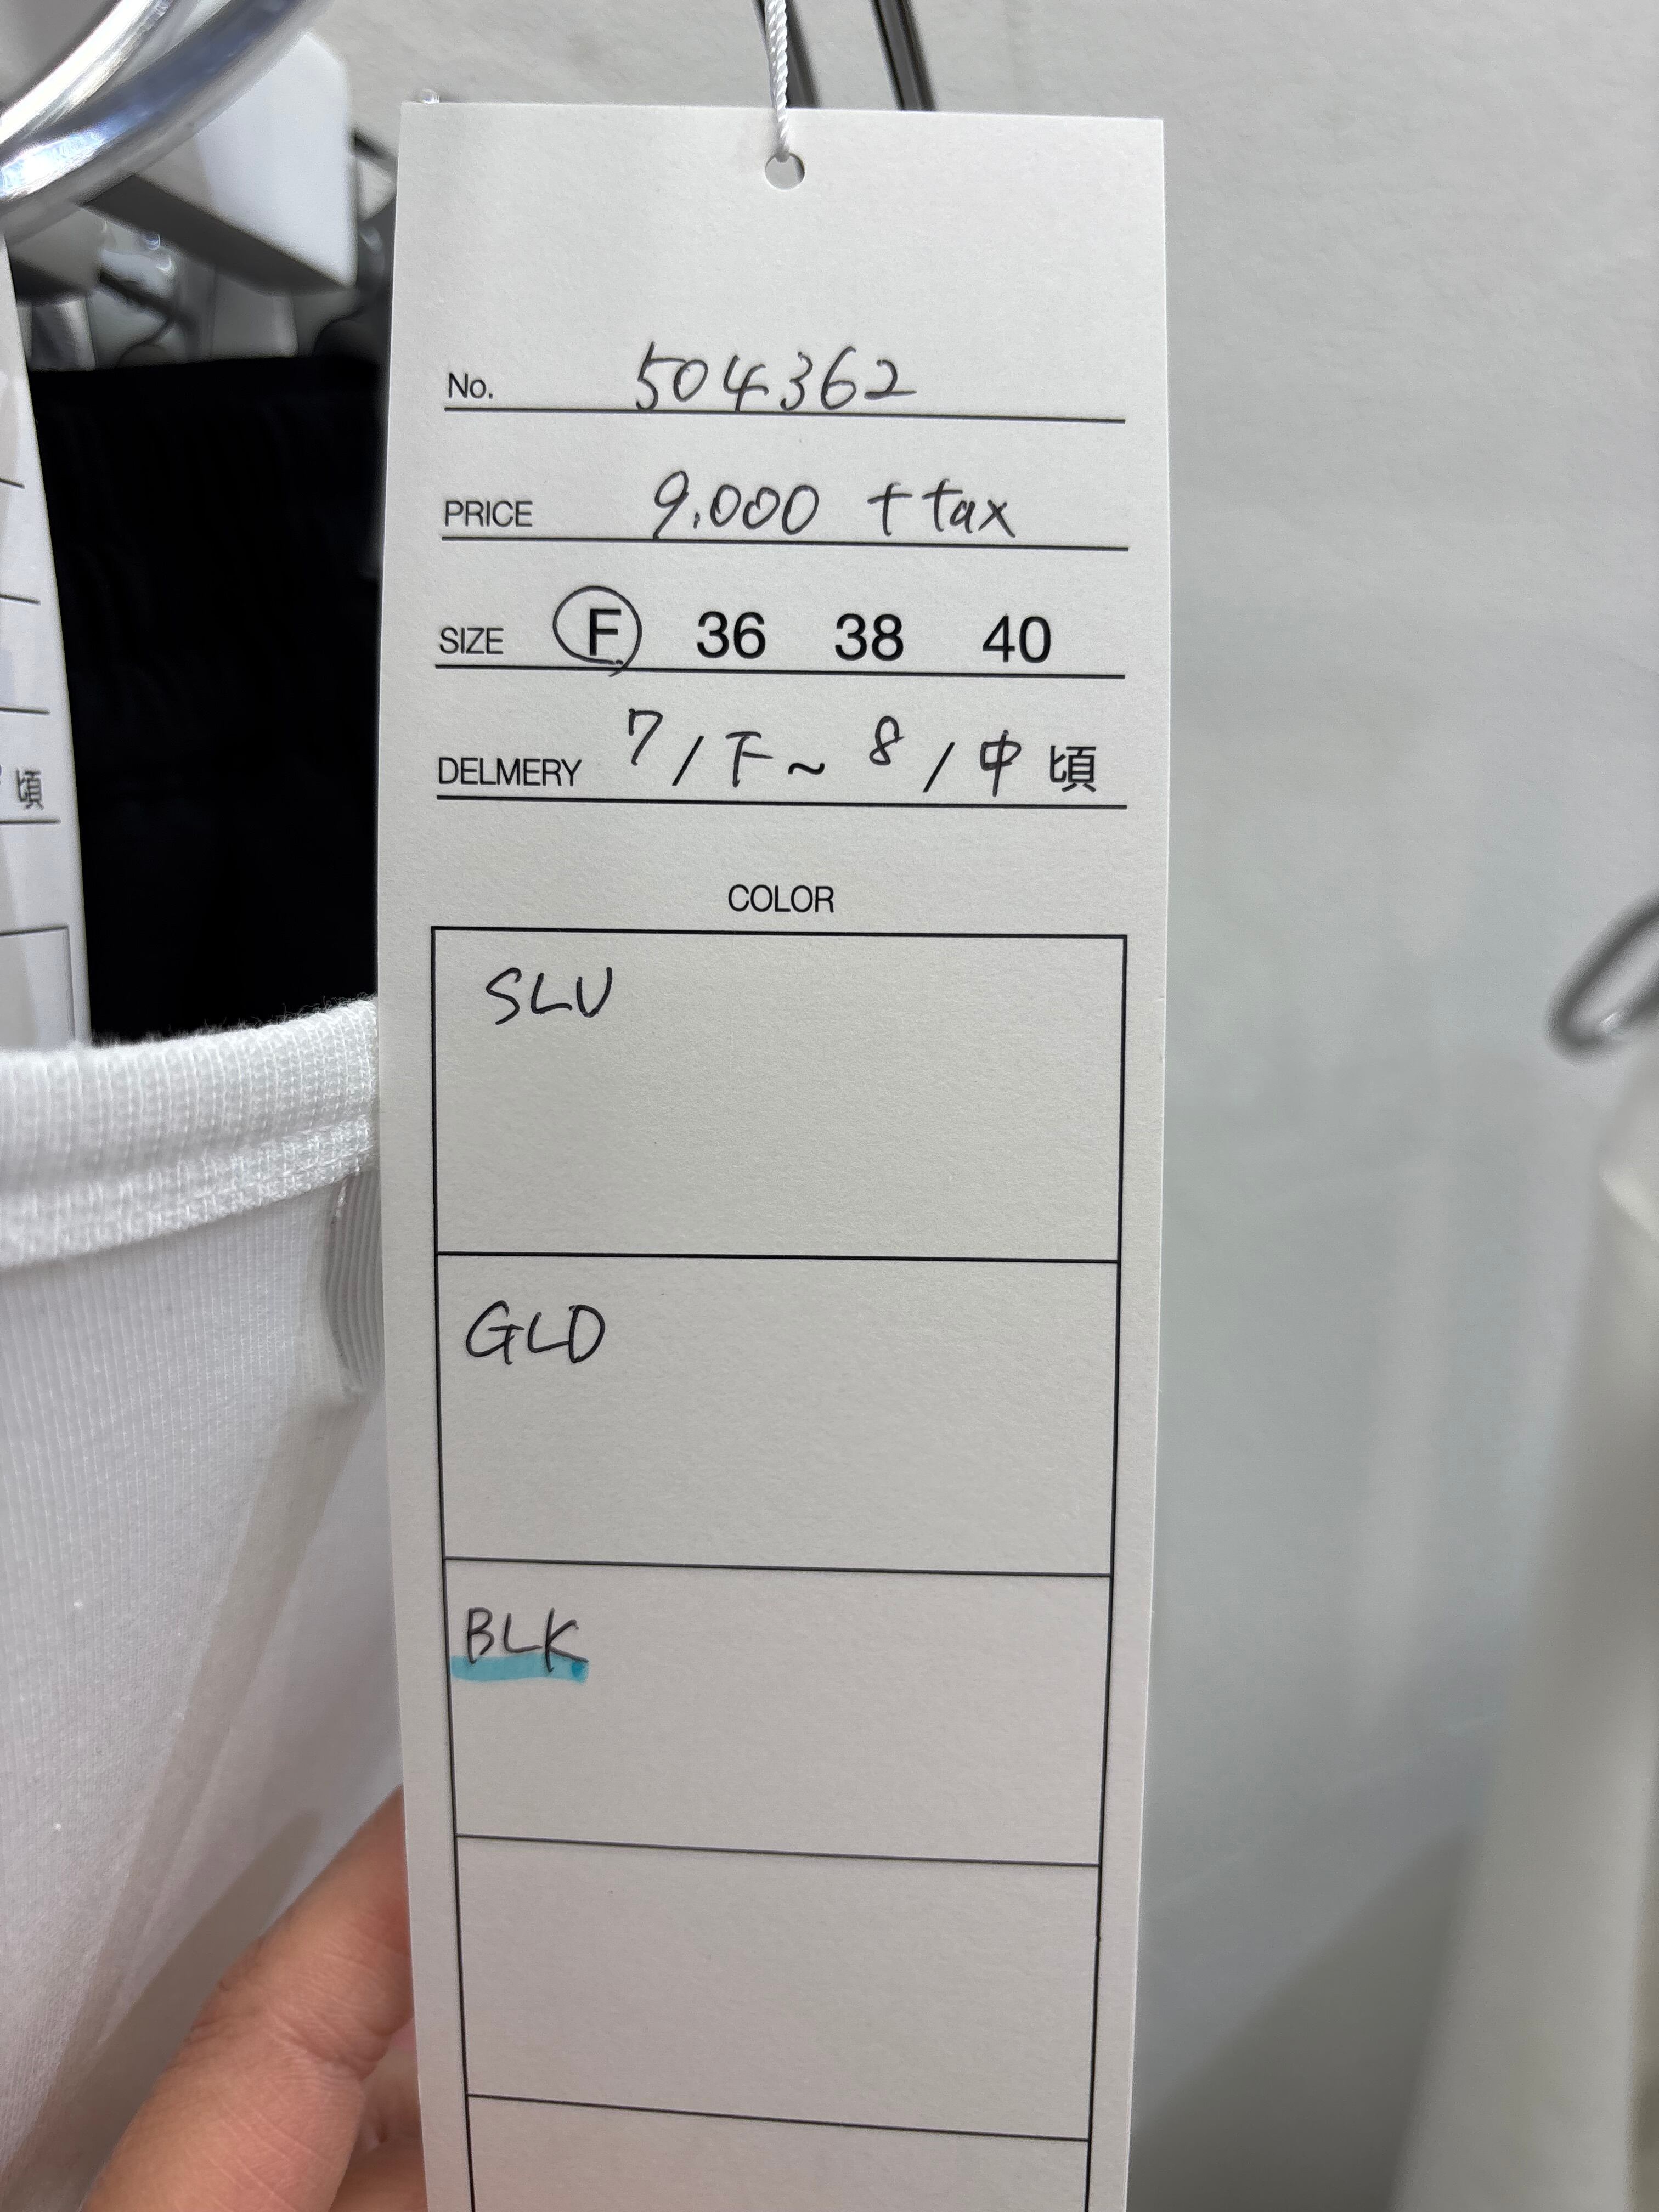 No. 504362
PRICE 9.000 + tax
SIZE F 36 38 40
DELMERY 7/下~8/中頃
COLOR
SLV
GLD
BLK
頃